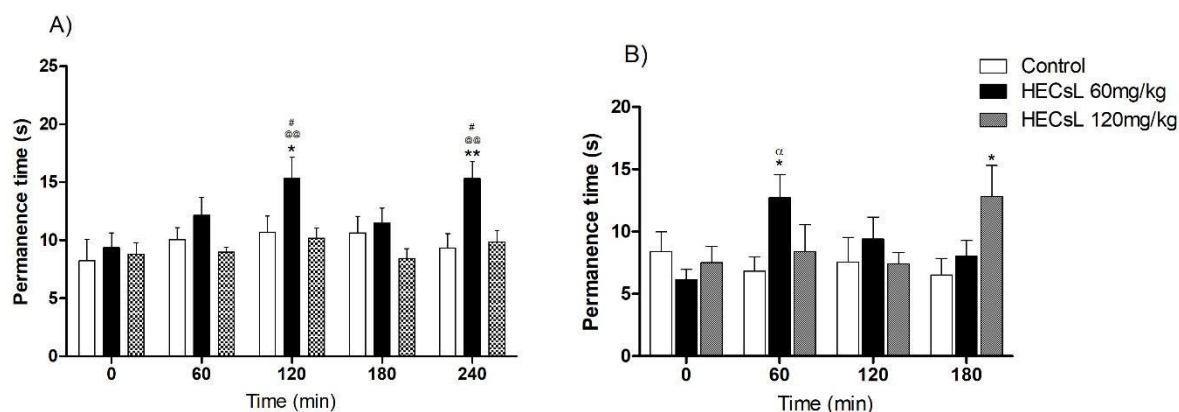 A)
Permanence time (s)
25
20
15
10
5
0
#
@@
*
#
@@
**
0 60 120 180 240
Time (min)
B)
Control
HECsL 60mg/kg
HECsL 120mg/kg
Permanence time (s)
20
15
10
5
0
α
*
*
0 60 120 180
Time (min)